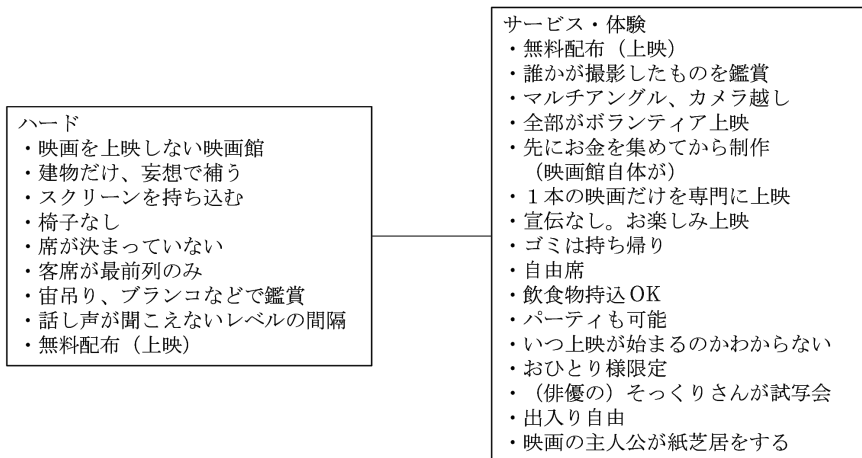 ハード
・映画を上映しない映画館
・建物だけ、妄想で補う
・スクリーンを持ち込む
・椅子なし
・席が決まっていない
・客席が最前列のみ
・宙吊り、ブランコなどで鑑賞
・話し声が聞こえないレベルの間隔
・無料配布（上映）
サービス・体験
・無料配布（上映）
・誰かが撮影したものを鑑賞
・マルチアングル、カメラ越し
・全部がボランティア上映
・先にお金を集めてから制作
（映画館自体が）
・１本の映画だけを専門に上映
・宣伝なし。お楽しみ上映
・ゴミは持ち帰り
・自由席
・飲食物持込OK
・パーティも可能
・いつ上映が始まるのかわからない
・おひとり様限定
・（俳優の）そっくりさんが試写会
・出入り自由
・映画の主人公が紙芝居をする